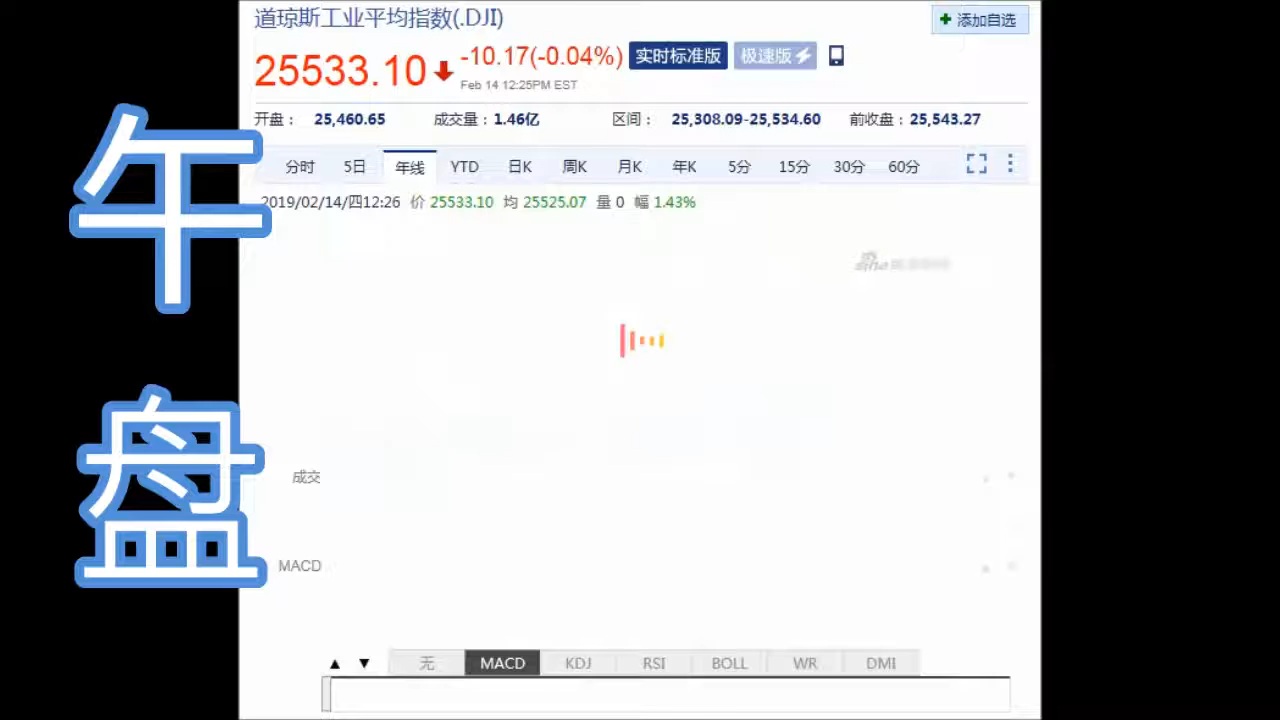 道琼斯工业平均指数(.DJI)
添加自选
25533.10 -10.17(-0.04%) 实时标准版 极速版
Feb 14 12:25PM EST
开盘： 25,460.65 成交量：1.46亿 区间： 25,308.09-25,534.60 前收盘：25,543.27
分时 5日 年线 YTD 日K 周K 月K 年K 5分 15分 30分 60分
2019/02/14/四12:26 价 25533.10 均 25525.07 量 0 幅 1.43%
sina
午
盘
成交
MACD
▲ ▼ 无 MACD KDJ RSI BOLL WR DMI